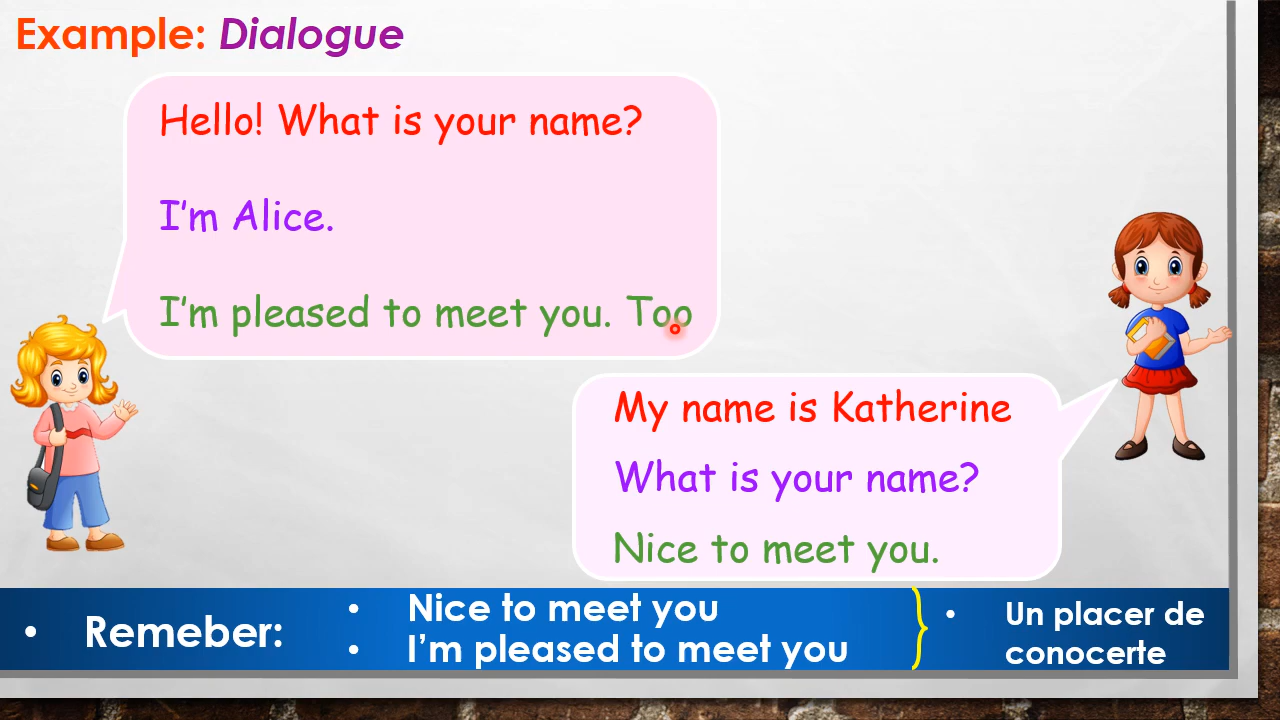 Example: Dialogue
Hello! What is your name?
I'm Alice.
I'm pleased to meet you. Too
My name is Katherine
What is your name?
Nice to meet you.
• Remeber:
• Nice to meet you
• I'm pleased to meet you
• Un placer de
conocerte